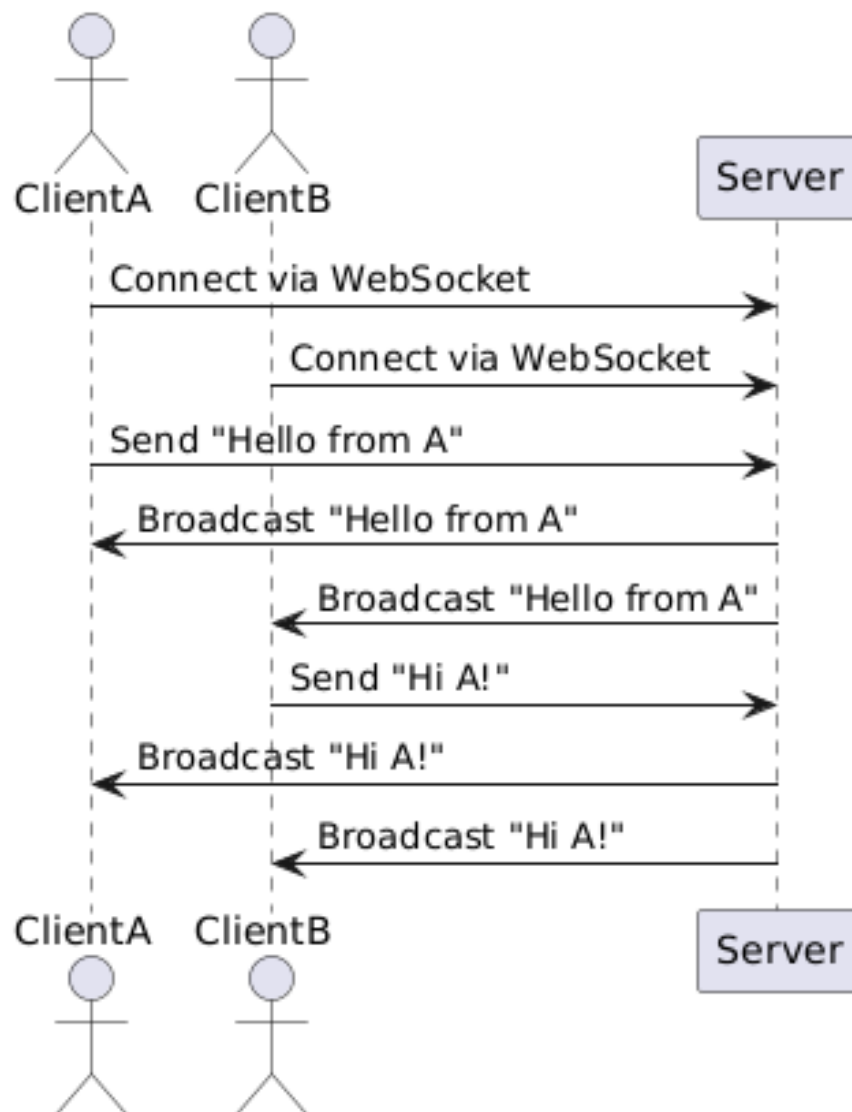 ClientA
ClientB
Server
Connect via WebSocket
Connect via WebSocket
Send "Hello from A"
Broadcast "Hello from A"
Broadcast "Hello from A"
Send "Hi A!"
Broadcast "Hi A!"
Broadcast "Hi A!"
ClientA
ClientB
Server